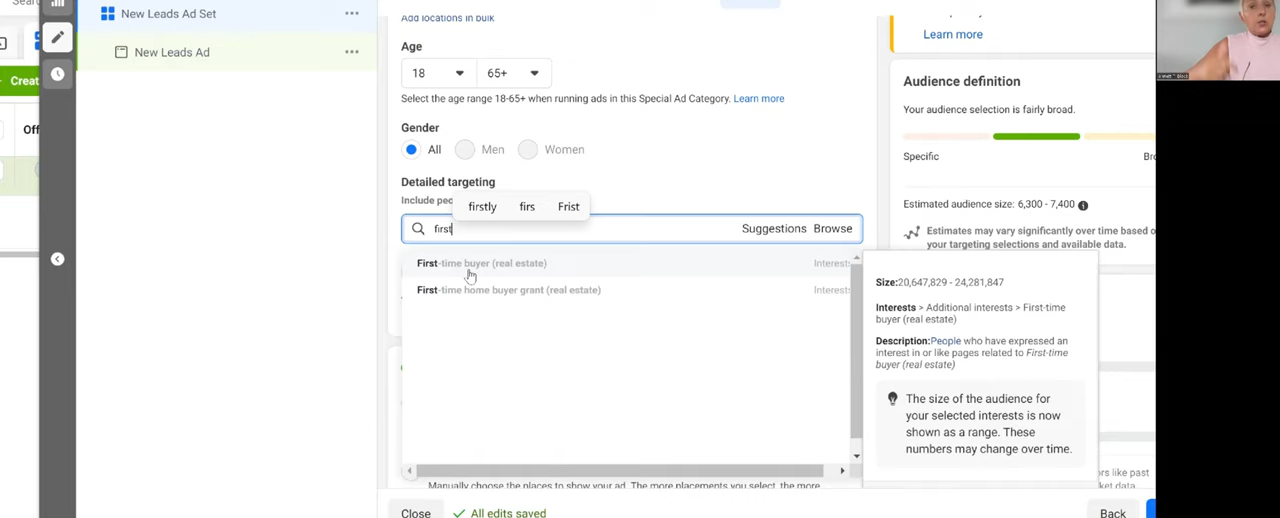 New Leads Ad Set
New Leads Ad
Off
Add locations in bulk
Age
18
65+
Select the age range 18-65+ when running ads in this Special Ad Category. Learn more
Gender
All
Men
Women
Detailed targeting
firstly
firs
Frist
first
Suggestions
Browse
First-time buyer (real estate)
Interests
First-time home buyer grant (real estate)
Interests
Close
All edits saved
Back
Learn more
Audience definition
Your audience selection is fairly broad.
Specific
Estimated audience size: 6,300 - 7,400
Estimates may vary significantly over time based on
your targeting selections and available data.
Size:20,647,829 - 24,281,847
Interests > Additional interests > First-time
buyer (real estate)
Description:People who have expressed an
interest in or like pages related to First-time
buyer (real estate)
The size of the audience for
your selected interests is now
shown as a range. These
numbers may change over time.
Manually choose the places to show your ad. The more placements you select, the more